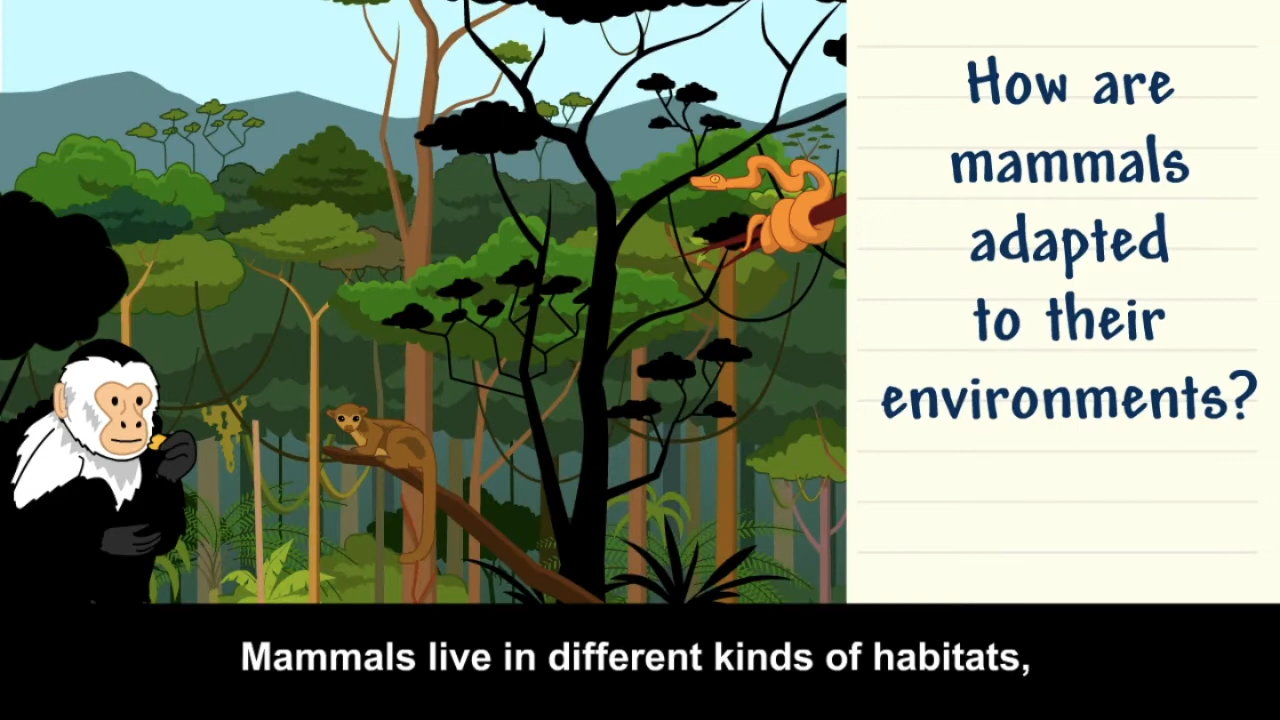 How are
mammals
adapted
to their
environments?
Mammals live in different kinds of habitats,